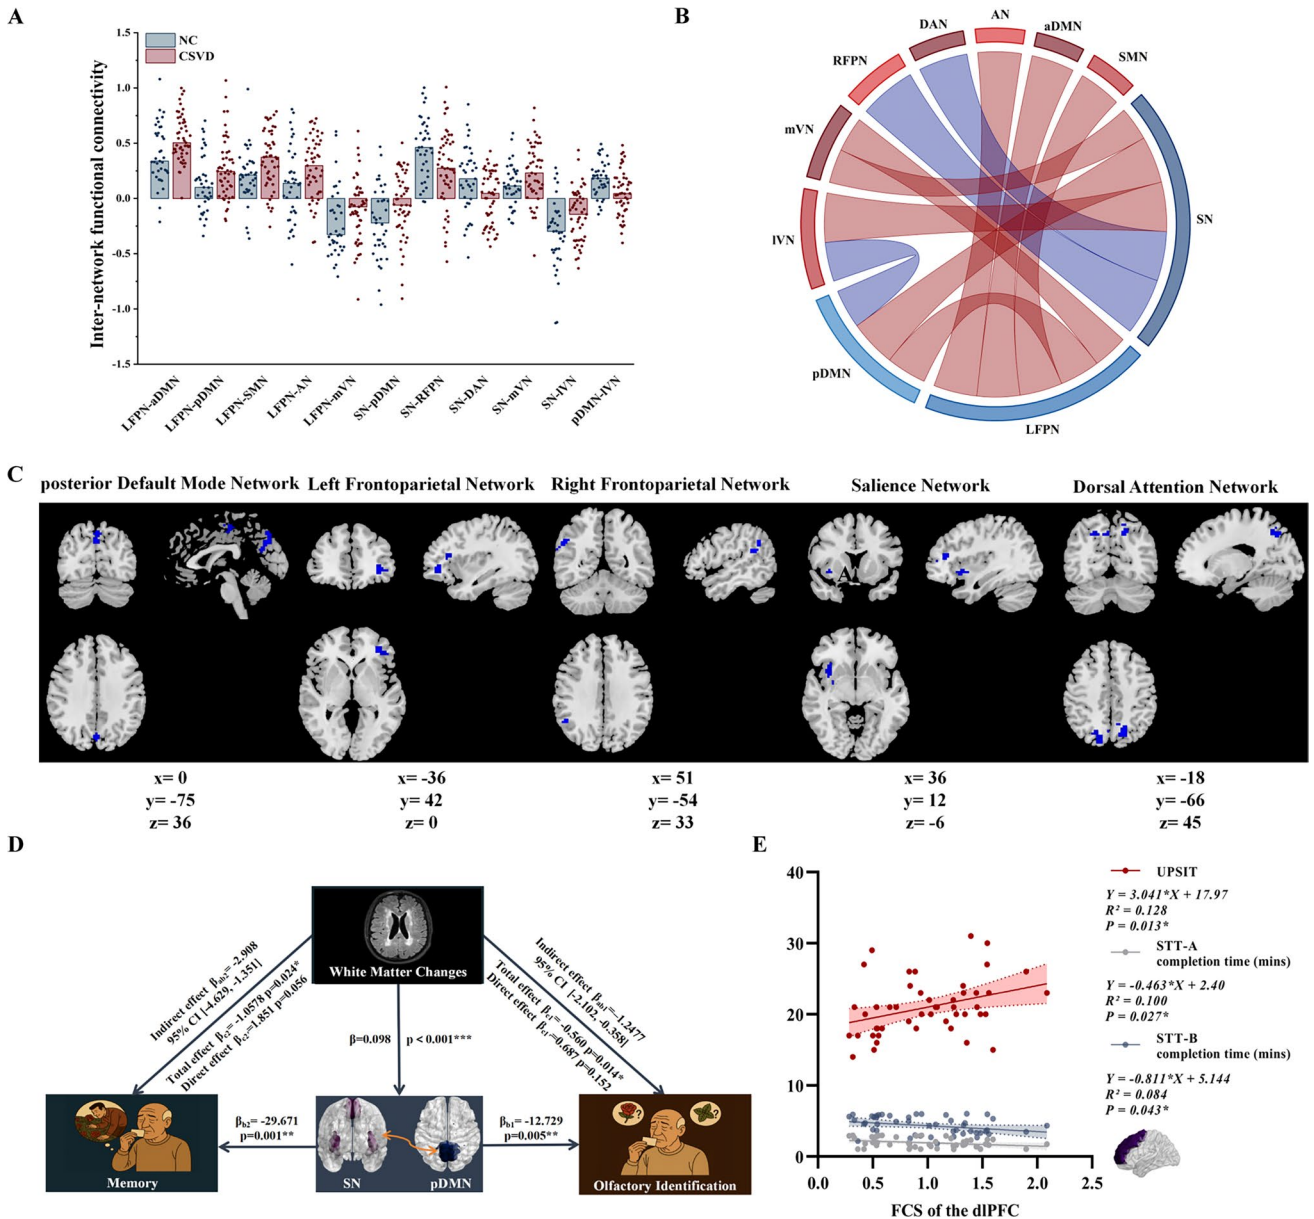 A
Inter-network functional connectivity
1.5
1.0
0.5
0.0
-0.5
-1.0
-1.5
NC
CSVD
LFPN-aDMN
LFPN-pDMN
LFPN-SMN
LFPN-AN
LFPN-mVN
SN-pDMN
SN-RFPN
SN-DAN
SN-mVN
SN-lVN
pDMN-lVN
B
AN
aDMN
SMN
SN
LFPN
pDMN
lVN
mVN
RFPN
DAN
C
posterior Default Mode Network
Left Frontoparietal Network
Right Frontoparietal Network
Salience Network
Dorsal Attention Network
A
x= 0
y= -75
z= 36
x= -36
y= 42
z= 0
x= 51
y= -54
z= 33
x= 36
y= 12
z= -6
x= -18
y= -66
z= 45
D
White Matter Changes
Indirect effect βab2= -2.908
95% CI [-4.629, -1.351]
Total effect βc2= -1.0578 p=0.024*
Direct effect βc2=1.851 p=0.056
Indirect effect βab1=-1.2477
95% CI [-2.102, -0.358]
Total effect βc1= -0.560 p=0.014*
Direct effect βc1=0.687 p=0.152
β=0.098
p < 0.001***
βb2= -29.671
p=0.001**
βb1= -12.729
p=0.005**
Memory
SN
pDMN
? ?
Olfactory Identification
E
40
30
20
10
0
0.0
0.5
1.0
1.5
2.0
2.5
FCS of the dlPFC
UPSIT
Y = 3.041*X + 17.97
R² = 0.128
P = 0.013*
STT-A
completion time (mins)
Y = -0.463*X + 2.40
R² = 0.100
P = 0.027*
STT-B
completion time (mins)
Y = -0.811*X + 5.144
R² = 0.084
P = 0.043*